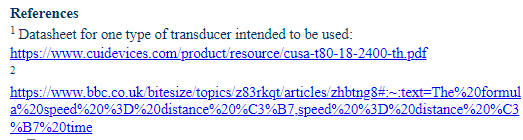 References
1 Datasheet for one type of transducer intended to be used:
https://www.cuidevices.com/product/resource/cusa-t80-18-2400-th.pdf
2
https://www.bbc.co.uk/bitesize/topics/z83rkqt/articles/zhbtng8#:~:text=The%20formul
a%20speed%20%3D%20distance%20%C3%B7,speed%20%3D%20distance%20%C3
%B7%20time